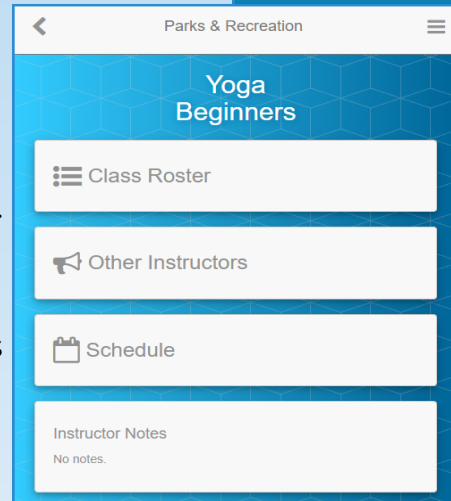 Parks & Recreation
Yoga
Beginners
Class Roster
Other Instructors
Schedule
Instructor Notes
No notes.